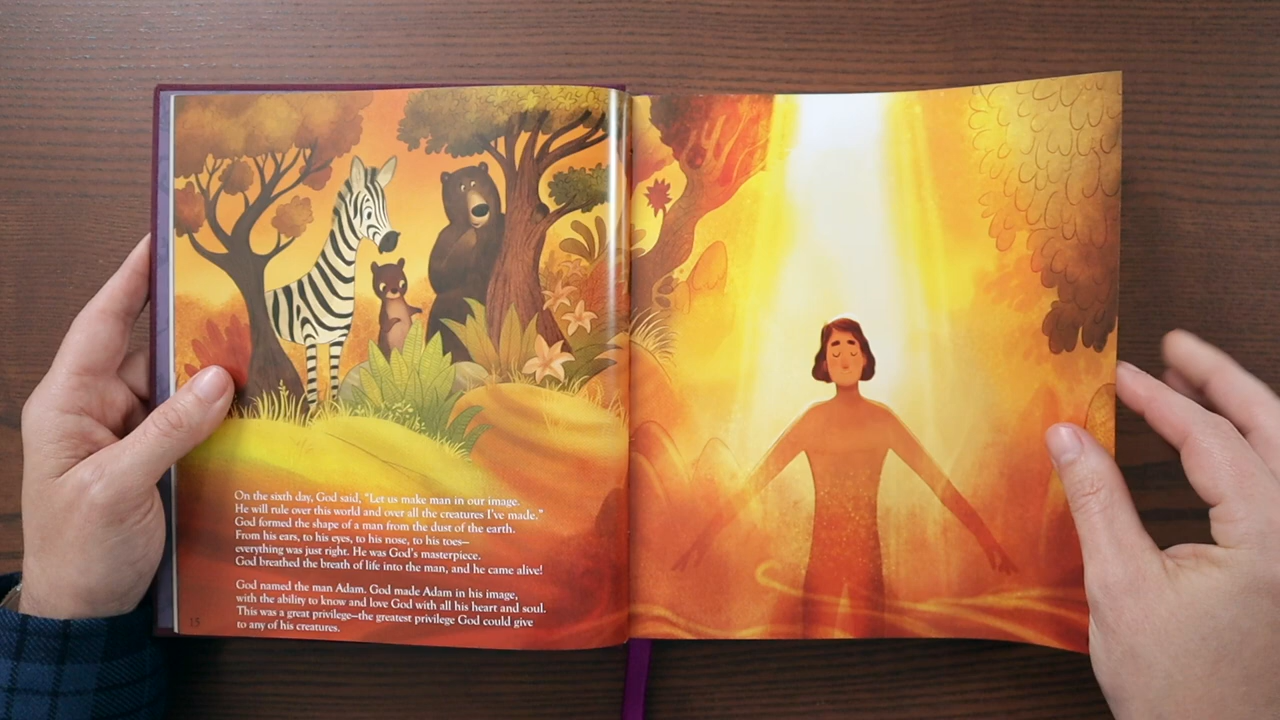 On the sixth day, God said, “Let us make man in our image.
He will rule over this world and over all the creatures I’ve made.”
God formed the shape of a man from the dust of the earth.
From his ears, to his eyes, to his nose, to his toes—
everything was just right. He was God’s masterpiece.
God breathed the breath of life into the man, and he came alive!
God named the man Adam. God made Adam in his image,
with the ability to know and love God with all his heart and soul.
This was a great privilege—the greatest privilege God could give
to any of his creatures.
15